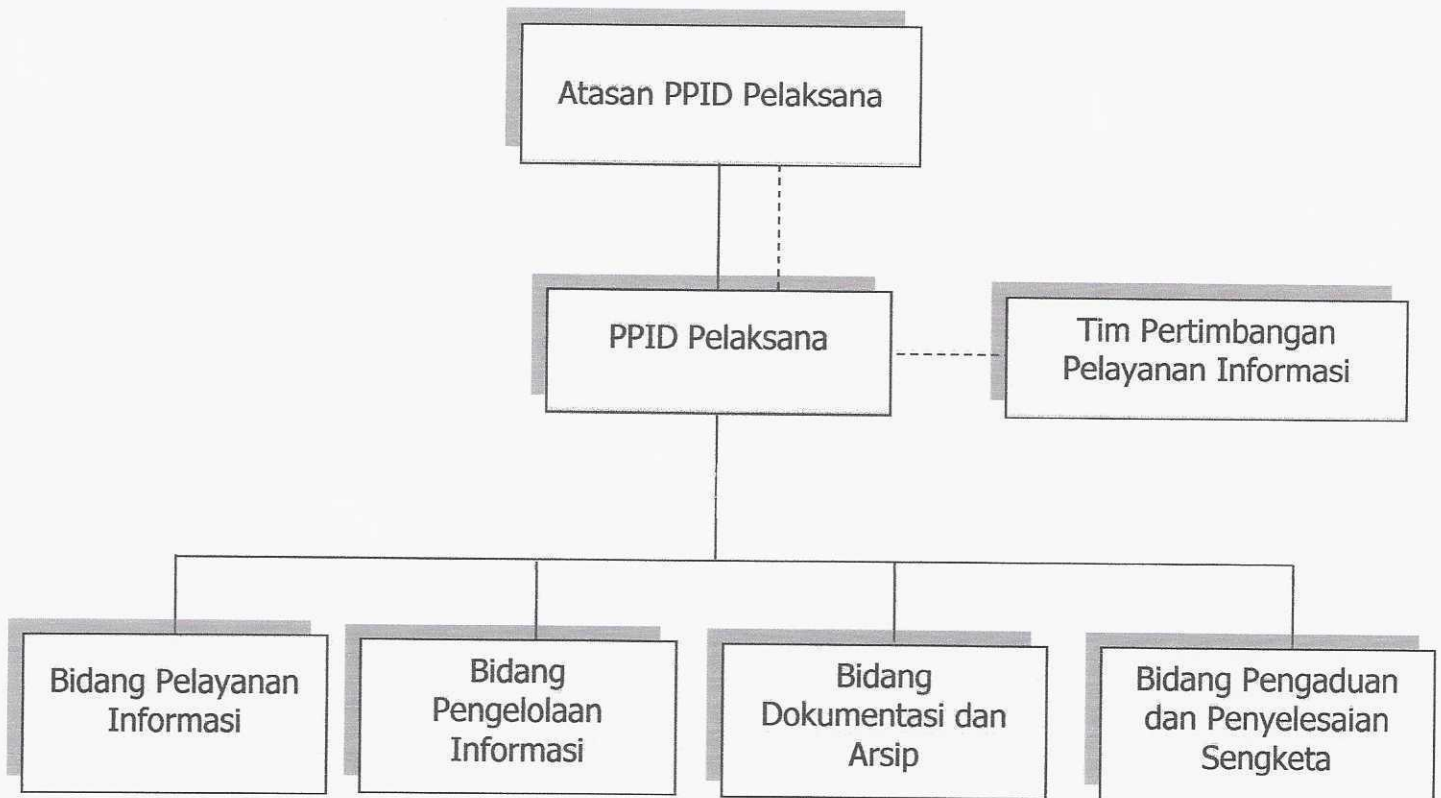 Atasan PPID Pelaksana
PPID Pelaksana
Tim Pertimbangan
Pelayanan Informasi
Bidang Pelayanan
Informasi
Bidang
Pengelolaan
Informasi
Bidang
Dokumentasi dan
Arsip
Bidang Pengaduan
dan Penyelesaian
Sengketa